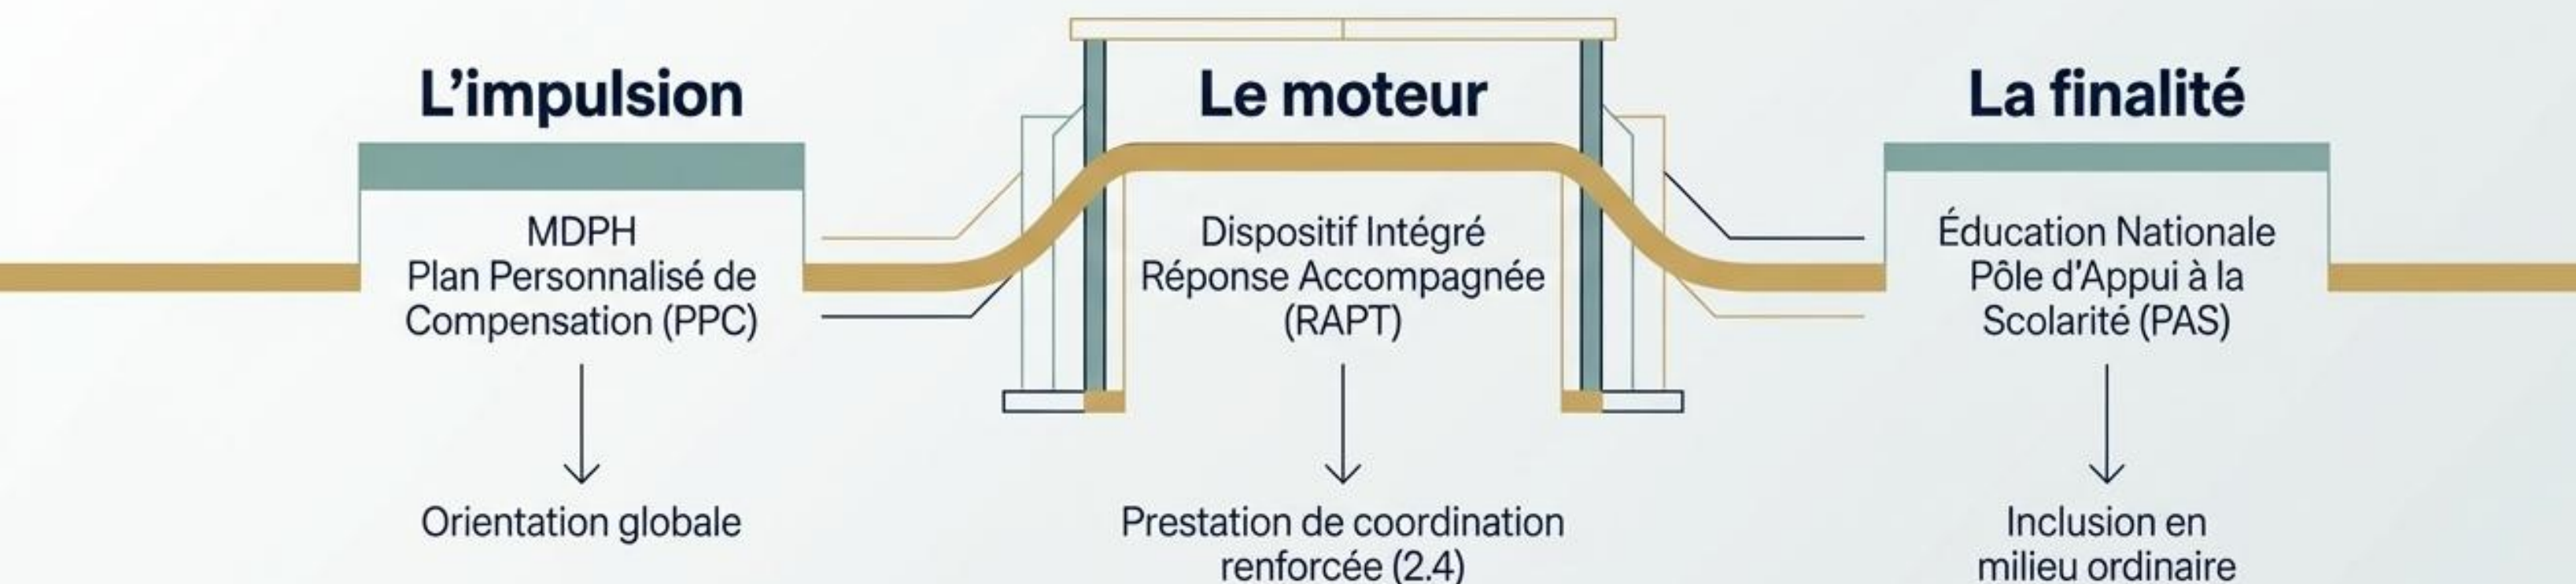 L’impulsion
MDPH
Plan Personnalisé de
Compensation (PPC)
Orientation globale
Le moteur
Dispositif Intégré
Réponse Accompagnée
(RAPT)
Prestation de coordination
renforcée (2.4)
La finalité
Éducation Nationale
Pôle d'Appui à la
Scolarité (PAS)
Inclusion en
milieu ordinaire